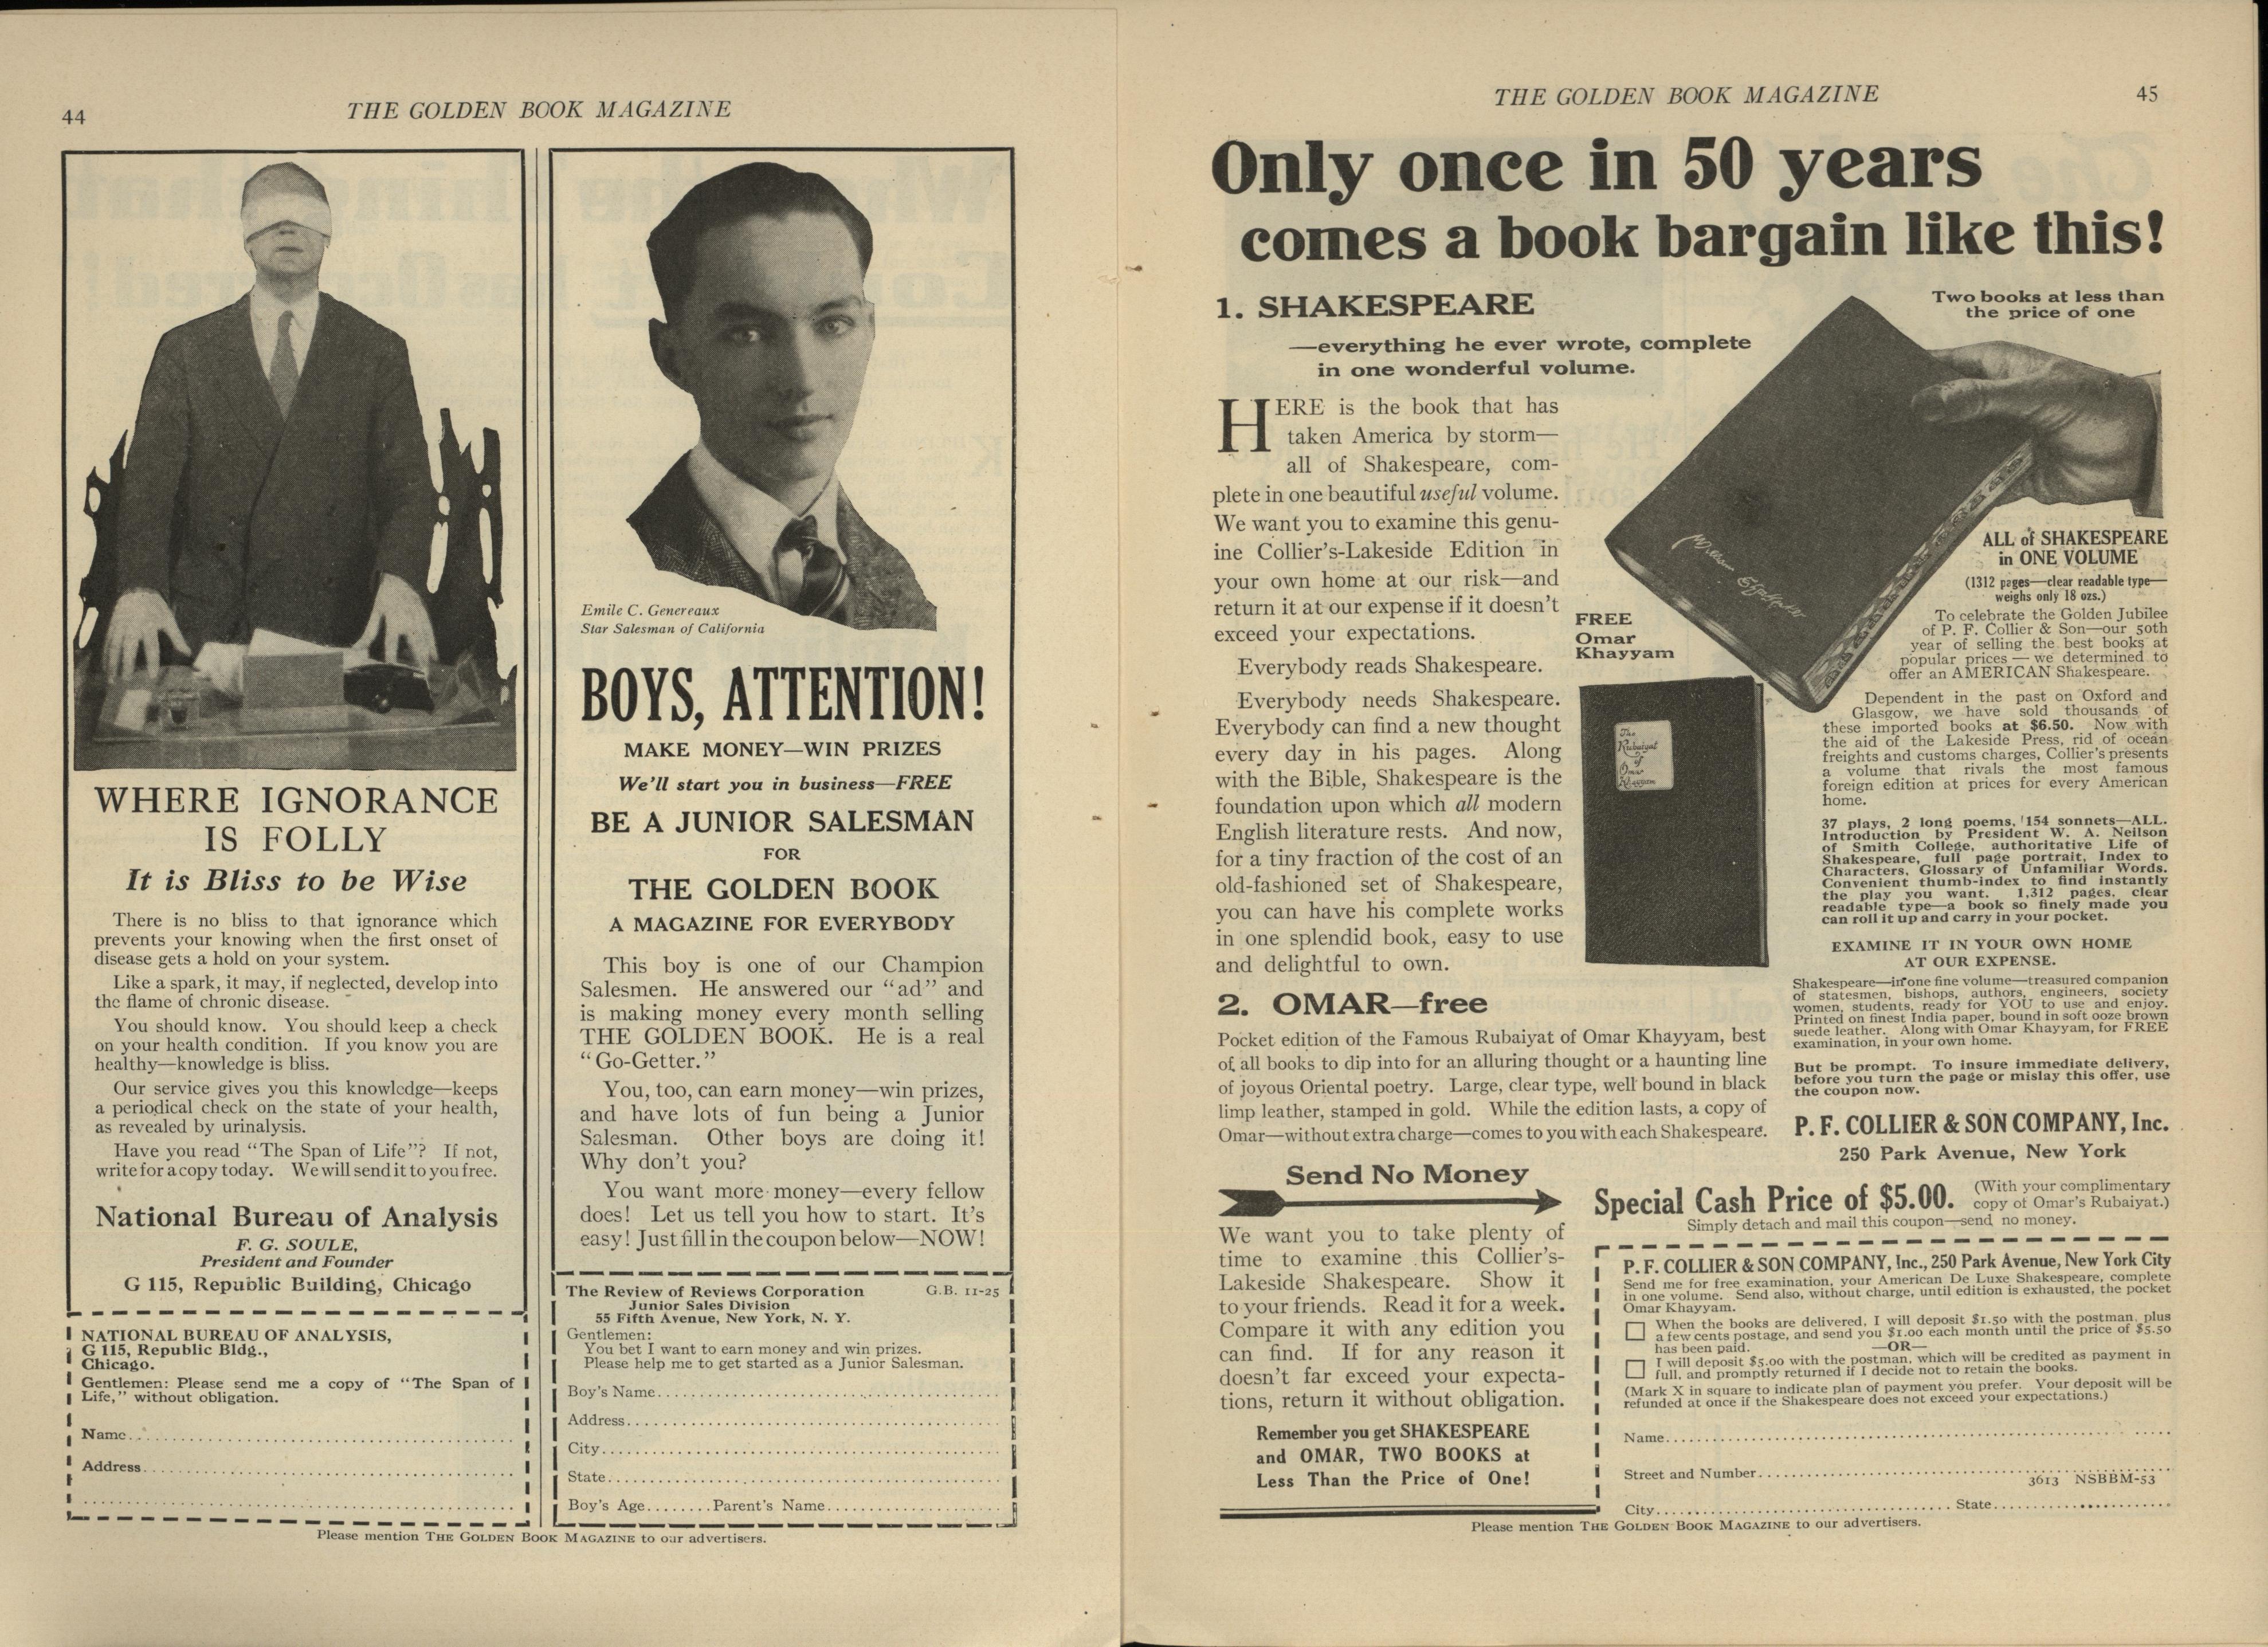 44
THE GOLDEN BOOK MAGAZINE
WHERE IGNORANCE
IS FOLLY
It is Bliss to be Wise
There is no bliss to that ignorance which
prevents your knowing when the first onset of
disease gets a hold on your system.
Like a spark, it may, if neglected, develop into
the flame of chronic disease.
You should know. You should keep a check
on your health condition. If you know you are
healthy—knowledge is bliss.
Our service gives you this knowledge—keeps
a periodical check on the state of your health,
as revealed by urinalysis.
Have you read "The Span of Life"? If not,
write for a copy today. We will send it to you free.
National Bureau of Analysis
F. G. SOULE,
President and Founder
G 115, Republic Building, Chicago
NATIONAL BUREAU OF ANALYSIS,
G 115, Republic Bldg.,
Chicago.
Gentlemen: Please send me a copy of "The Span of
Life," without obligation.
Name
Address
Emile C. Genereaux
Star Salesman of California
BOYS, ATTENTION!
MAKE MONEY—WIN PRIZES
We'll start you in business—FREE
BE A JUNIOR SALESMAN
FOR
THE GOLDEN BOOK
A MAGAZINE FOR EVERYBODY
This boy is one of our Champion
Salesmen. He answered our "ad" and
is making money every month selling
THE GOLDEN BOOK. He is a real
"Go-Getter."
You, too, can earn money—win prizes,
and have lots of fun being a Junior
Salesman. Other boys are doing it!
Why don't you?
You want more money—every fellow
does! Let us tell you how to start. It's
easy! Just fill in the coupon below—NOW!
The Review of Reviews Corporation G.B. 11-25
Junior Sales Division
55 Fifth Avenue, New York, N. Y.
Gentlemen:
You bet I want to earn money and win prizes.
Please help me to get started as a Junior Salesman.
Boy's Name
Address
City
State
Boy's Age........Parent's Name
Please mention THE GOLDEN BOOK MAGAZINE to our advertisers.
THE GOLDEN BOOK MAGAZINE
45
Only once in 50 years
comes a book bargain like this!
1. SHAKESPEARE
—everything he ever wrote, complete
in one wonderful volume.
HERE is the book that has
taken America by storm—
all of Shakespeare, com-
plete in one beautiful useful volume.
We want you to examine this genu-
ine Collier's-Lakeside Edition in
your own home at our risk—and
return it at our expense if it doesn't
exceed your expectations.
Everybody reads Shakespeare.
Everybody needs Shakespeare.
Everybody can find a new thought
every day in his pages. Along
with the Bible, Shakespeare is the
foundation upon which all modern
English literature rests. And now,
for a tiny fraction of the cost of an
old-fashioned set of Shakespeare,
you can have his complete works
in one splendid book, easy to use
and delightful to own.
Two books at less than
the price of one
William Shakespeare
FREE
Omar
Khayyam
The
Rubaiyat
of
Omar
Khayyam
ALL of SHAKESPEARE
in ONE VOLUME
(1312 pages—clear readable type—
weighs only 18 ozs.)
To celebrate the Golden Jubilee
of P. F. Collier & Son—our 50th
year of selling the best books at
popular prices — we determined to
offer an AMERICAN Shakespeare.
Dependent in the past on Oxford and
Glasgow, we have sold thousands of
these imported books at $6.50. Now with
the aid of the Lakeside Press, rid of ocean
freights and customs charges, Collier's presents
a volume that rivals the most famous
foreign edition at prices for every American
home.
37 plays, 2 long poems, 154 sonnets—ALL.
Introduction by President W. A. Neilson
of Smith College, authoritative Life of
Shakespeare, full page portrait, Index to
Characters, Glossary of Unfamiliar Words.
Convenient thumb-index to find instantly
the play you want. 1,312 pages, clear
readable type—a book so finely made you
can roll it up and carry in your pocket.
EXAMINE IT IN YOUR OWN HOME
AT OUR EXPENSE.
Shakespeare—in one fine volume—treasured companion
of statesmen, bishops, authors, engineers, society
women, students, ready for YOU to use and enjoy.
Printed on finest India paper, bound in soft ooze brown
suede leather. Along with Omar Khayyam, for FREE
examination, in your own home.
But be prompt. To insure immediate delivery,
before you turn the page or mislay this offer, use
the coupon now.
P. F. COLLIER & SON COMPANY, Inc.
250 Park Avenue, New York
2. OMAR—free
Pocket edition of the Famous Rubaiyat of Omar Khayyam, best
of all books to dip into for an alluring thought or a haunting line
of joyous Oriental poetry. Large, clear type, well bound in black
limp leather, stamped in gold. While the edition lasts, a copy of
Omar—without extra charge—comes to you with each Shakespeare.
Send No Money
We want you to take plenty of
time to examine this Collier's-
Lakeside Shakespeare. Show it
to your friends. Read it for a week.
Compare it with any edition you
can find. If for any reason it
doesn't far exceed your expecta-
tions, return it without obligation.
Remember you get SHAKESPEARE
and OMAR, TWO BOOKS at
Less Than the Price of One!
Special Cash Price of $5.00. (With your complimentary
copy of Omar's Rubaiyat.)
Simply detach and mail this coupon—send no money.
P. F. COLLIER & SON COMPANY, Inc., 250 Park Avenue, New York City
Send me for free examination, your American De Luxe Shakespeare, complete
in one volume. Send also, without charge, until edition is exhausted, the pocket
Omar Khayyam.
When the books are delivered, I will deposit $1.50 with the postman, plus
a few cents postage, and send you $1.00 each month until the price of $5.50
has been paid. —OR—
I will deposit $5.00 with the postman, which will be credited as payment in
full, and promptly returned if I decide not to retain the books.
(Mark X in square to indicate plan of payment you prefer. Your deposit will be
refunded at once if the Shakespeare does not exceed your expectations.)
Name
Street and Number
3613 NSBBM-53
City State
Please mention THE GOLDEN BOOK MAGAZINE to our advertisers.